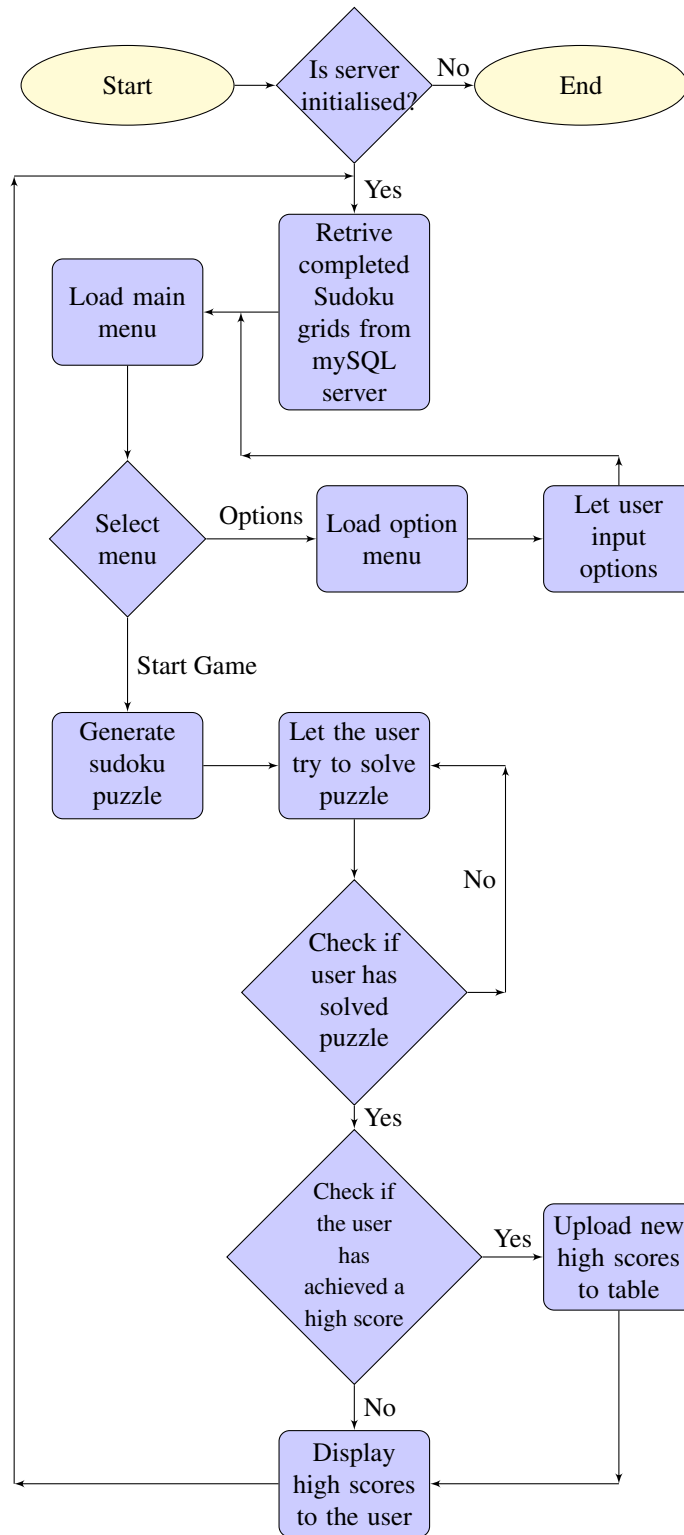 Start
Is server
initialised?
No
End
Yes
Retrive
completed
Sudoku
grids from
mySQL
server
Load main
menu
Select
menu
Options
Load option
menu
Let user
input
options
Start Game
Generate
sudoku
puzzle
Let the user
try to solve
puzzle
No
Check if
user has
solved
puzzle
Yes
Check if
the user
has
achieved a
high score
Yes
Upload new
high scores
to table
No
Display
high scores
to the user